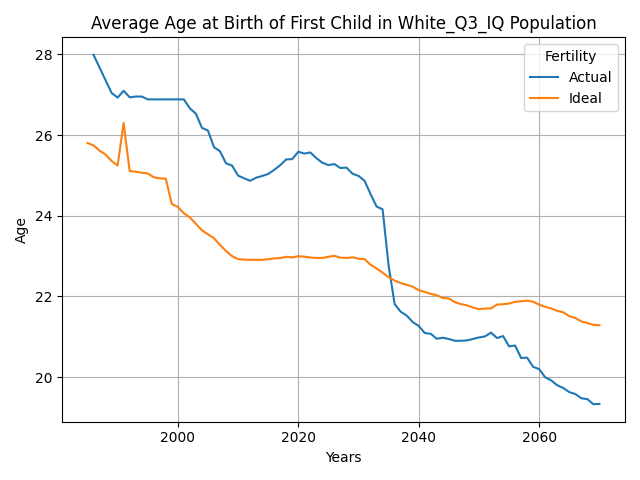 Average Age at Birth of First Child in White_Q3_IQ Population
Fertility
Actual
Ideal
Age
28
26
24
22
20
2000
2020
2040
2060
Years